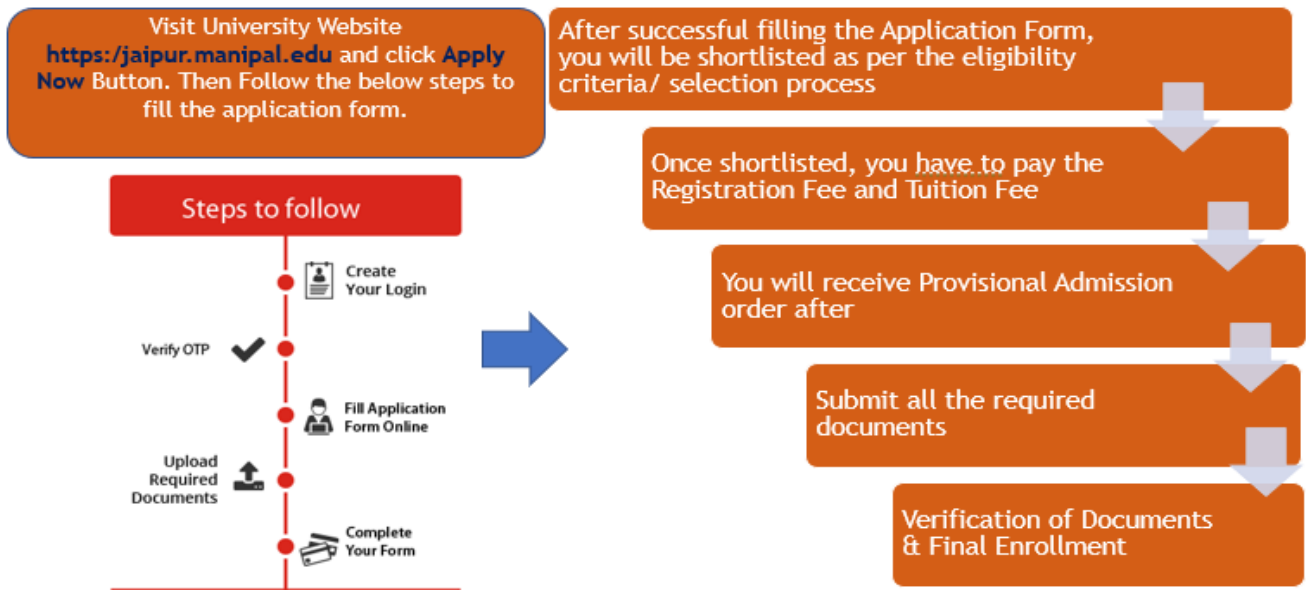 Visit University Website
https:/jaipur.manipal.edu and click Apply
Now Button. Then Follow the below steps to
fill the application form.
Steps to follow
Create
Your Login
Verify OTP
Fill Application
Form Online
Upload
Required
Documents
Complete
Your Form
After successful filling the Application Form,
you will be shortlisted as per the eligibility
criteria/ selection process
Once shortlisted, you have to pay the
Registration Fee and Tuition Fee
You will receive Provisional Admission
order after
Submit all the required
documents
Verification of Documents
& Final Enrollment